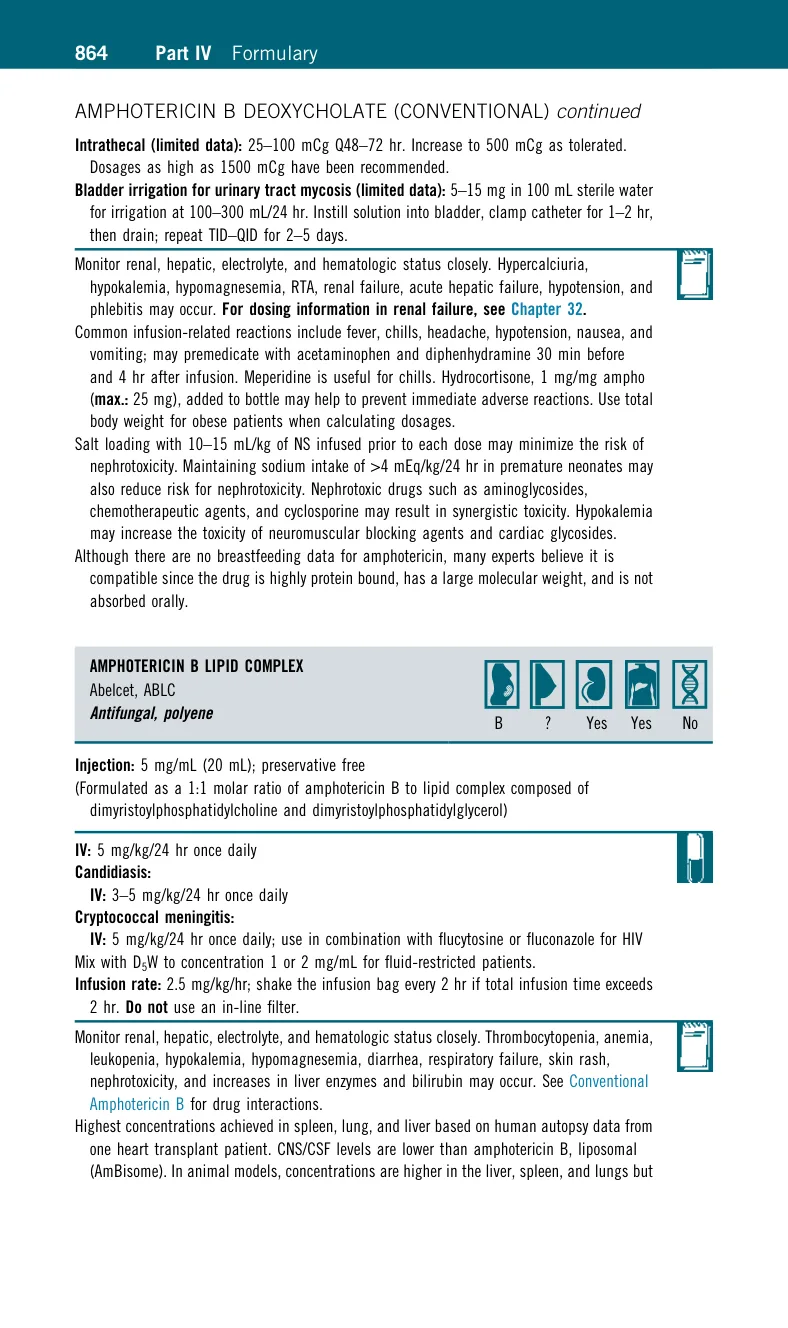 864 Part IV Formulary
AMPHOTERICIN B DEOXYCHOLATE (CONVENTIONAL) continued
Intrathecal (limited data): 25–100 mCg Q48–72 hr. Increase to 500 mCg as tolerated.
Dosages as high as 1500 mCg have been recommended.
Bladder irrigation for urinary tract mycosis (limited data): 5–15 mg in 100 mL sterile water
for irrigation at 100–300 mL/24 hr. Instill solution into bladder, clamp catheter for 1–2 hr,
then drain; repeat TID–QID for 2–5 days.
Monitor renal, hepatic, electrolyte, and hematologic status closely. Hypercalciuria,
hypokalemia, hypomagnesemia, RTA, renal failure, acute hepatic failure, hypotension, and
phlebitis may occur. For dosing information in renal failure, see Chapter 32.
Common infusion-related reactions include fever, chills, headache, hypotension, nausea, and
vomiting; may premedicate with acetaminophen and diphenhydramine 30 min before
and 4 hr after infusion. Meperidine is useful for chills. Hydrocortisone, 1 mg/mg ampho
(max.: 25 mg), added to bottle may help to prevent immediate adverse reactions. Use total
body weight for obese patients when calculating dosages.
Salt loading with 10–15 mL/kg of NS infused prior to each dose may minimize the risk of
nephrotoxicity. Maintaining sodium intake of >4 mEq/kg/24 hr in premature neonates may
also reduce risk for nephrotoxicity. Nephrotoxic drugs such as aminoglycosides,
chemotherapeutic agents, and cyclosporine may result in synergistic toxicity. Hypokalemia
may increase the toxicity of neuromuscular blocking agents and cardiac glycosides.
Although there are no breastfeeding data for amphotericin, many experts believe it is
compatible since the drug is highly protein bound, has a large molecular weight, and is not
absorbed orally.
AMPHOTERICIN B LIPID COMPLEX
Abelcet, ABLC
Antifungal, polyene
B ? Yes Yes No
Injection: 5 mg/mL (20 mL); preservative free
(Formulated as a 1:1 molar ratio of amphotericin B to lipid complex composed of
dimyristoylphosphatidylcholine and dimyristoylphosphatidylglycerol)
IV: 5 mg/kg/24 hr once daily
Candidiasis:
IV: 3–5 mg/kg/24 hr once daily
Cryptococcal meningitis:
IV: 5 mg/kg/24 hr once daily; use in combination with flucytosine or fluconazole for HIV
Mix with D₅W to concentration 1 or 2 mg/mL for fluid-restricted patients.
Infusion rate: 2.5 mg/kg/hr; shake the infusion bag every 2 hr if total infusion time exceeds
2 hr. Do not use an in-line filter.
Monitor renal, hepatic, electrolyte, and hematologic status closely. Thrombocytopenia, anemia,
leukopenia, hypokalemia, hypomagnesemia, diarrhea, respiratory failure, skin rash,
nephrotoxicity, and increases in liver enzymes and bilirubin may occur. See Conventional
Amphotericin B for drug interactions.
Highest concentrations achieved in spleen, lung, and liver based on human autopsy data from
one heart transplant patient. CNS/CSF levels are lower than amphotericin B, liposomal
(AmBisome). In animal models, concentrations are higher in the liver, spleen, and lungs but